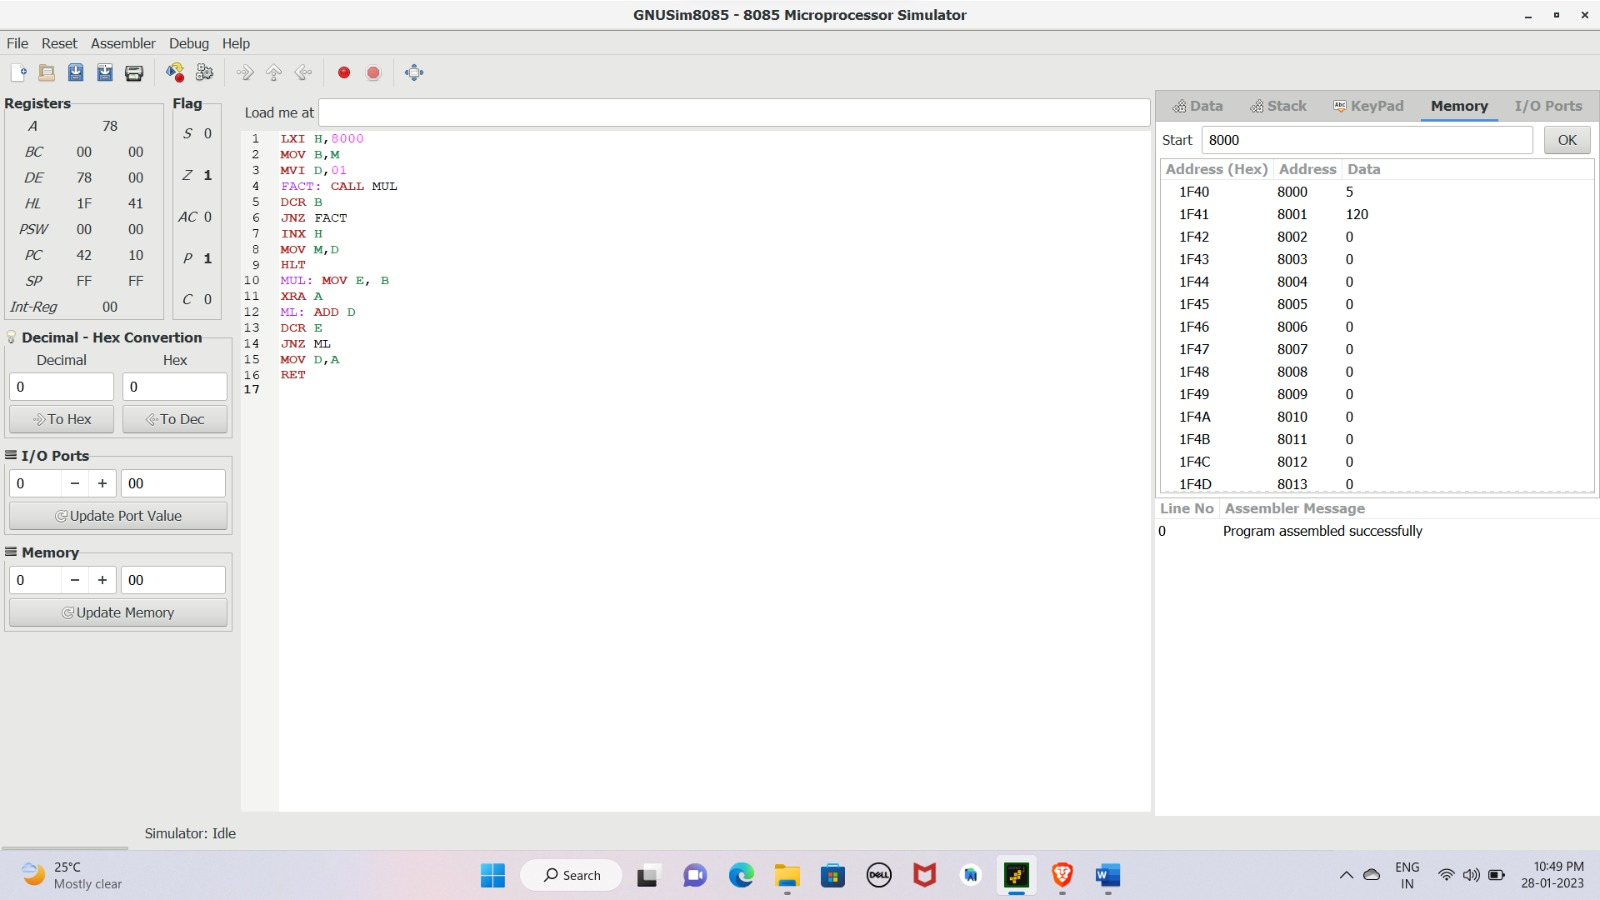 GNUSim8085 - 8085 Microprocessor Simulator
File Reset Assembler Debug Help
Registers
A 78
BC 00 00
DE 78 00
HL 1F 41
PSW 00 00
PC 42 10
SP FF FF
Int-Reg 00
Flag
S 0
Z 1
AC 0
P 1
C 0
Decimal - Hex Convertion
Decimal Hex
0 0
To Hex To Dec
I/O Ports
0 - + 00
Update Port Value
Memory
0 - + 00
Update Memory
Load me at
1 LXI H,8000
2 MOV B,M
3 MVI D,01
4 FACT: CALL MUL
5 DCR B
6 JNZ FACT
7 INX H
8 MOV M,D
9 HLT
10 MUL: MOV E, B
11 XRA A
12 ML: ADD D
13 DCR E
14 JNZ ML
15 MOV D,A
16 RET
17
Data Stack Abc KeyPad Memory I/O Ports
Start 8000 OK
Address (Hex) Address Data
1F40 8000 5
1F41 8001 120
1F42 8002 0
1F43 8003 0
1F44 8004 0
1F45 8005 0
1F46 8006 0
1F47 8007 0
1F48 8008 0
1F49 8009 0
1F4A 8010 0
1F4B 8011 0
1F4C 8012 0
1F4D 8013 0
Line No Assembler Message
0 Program assembled successfully
Simulator: Idle
25°C
Mostly clear
Search
DELL
W
ENG
IN
10:49 PM
28-01-2023